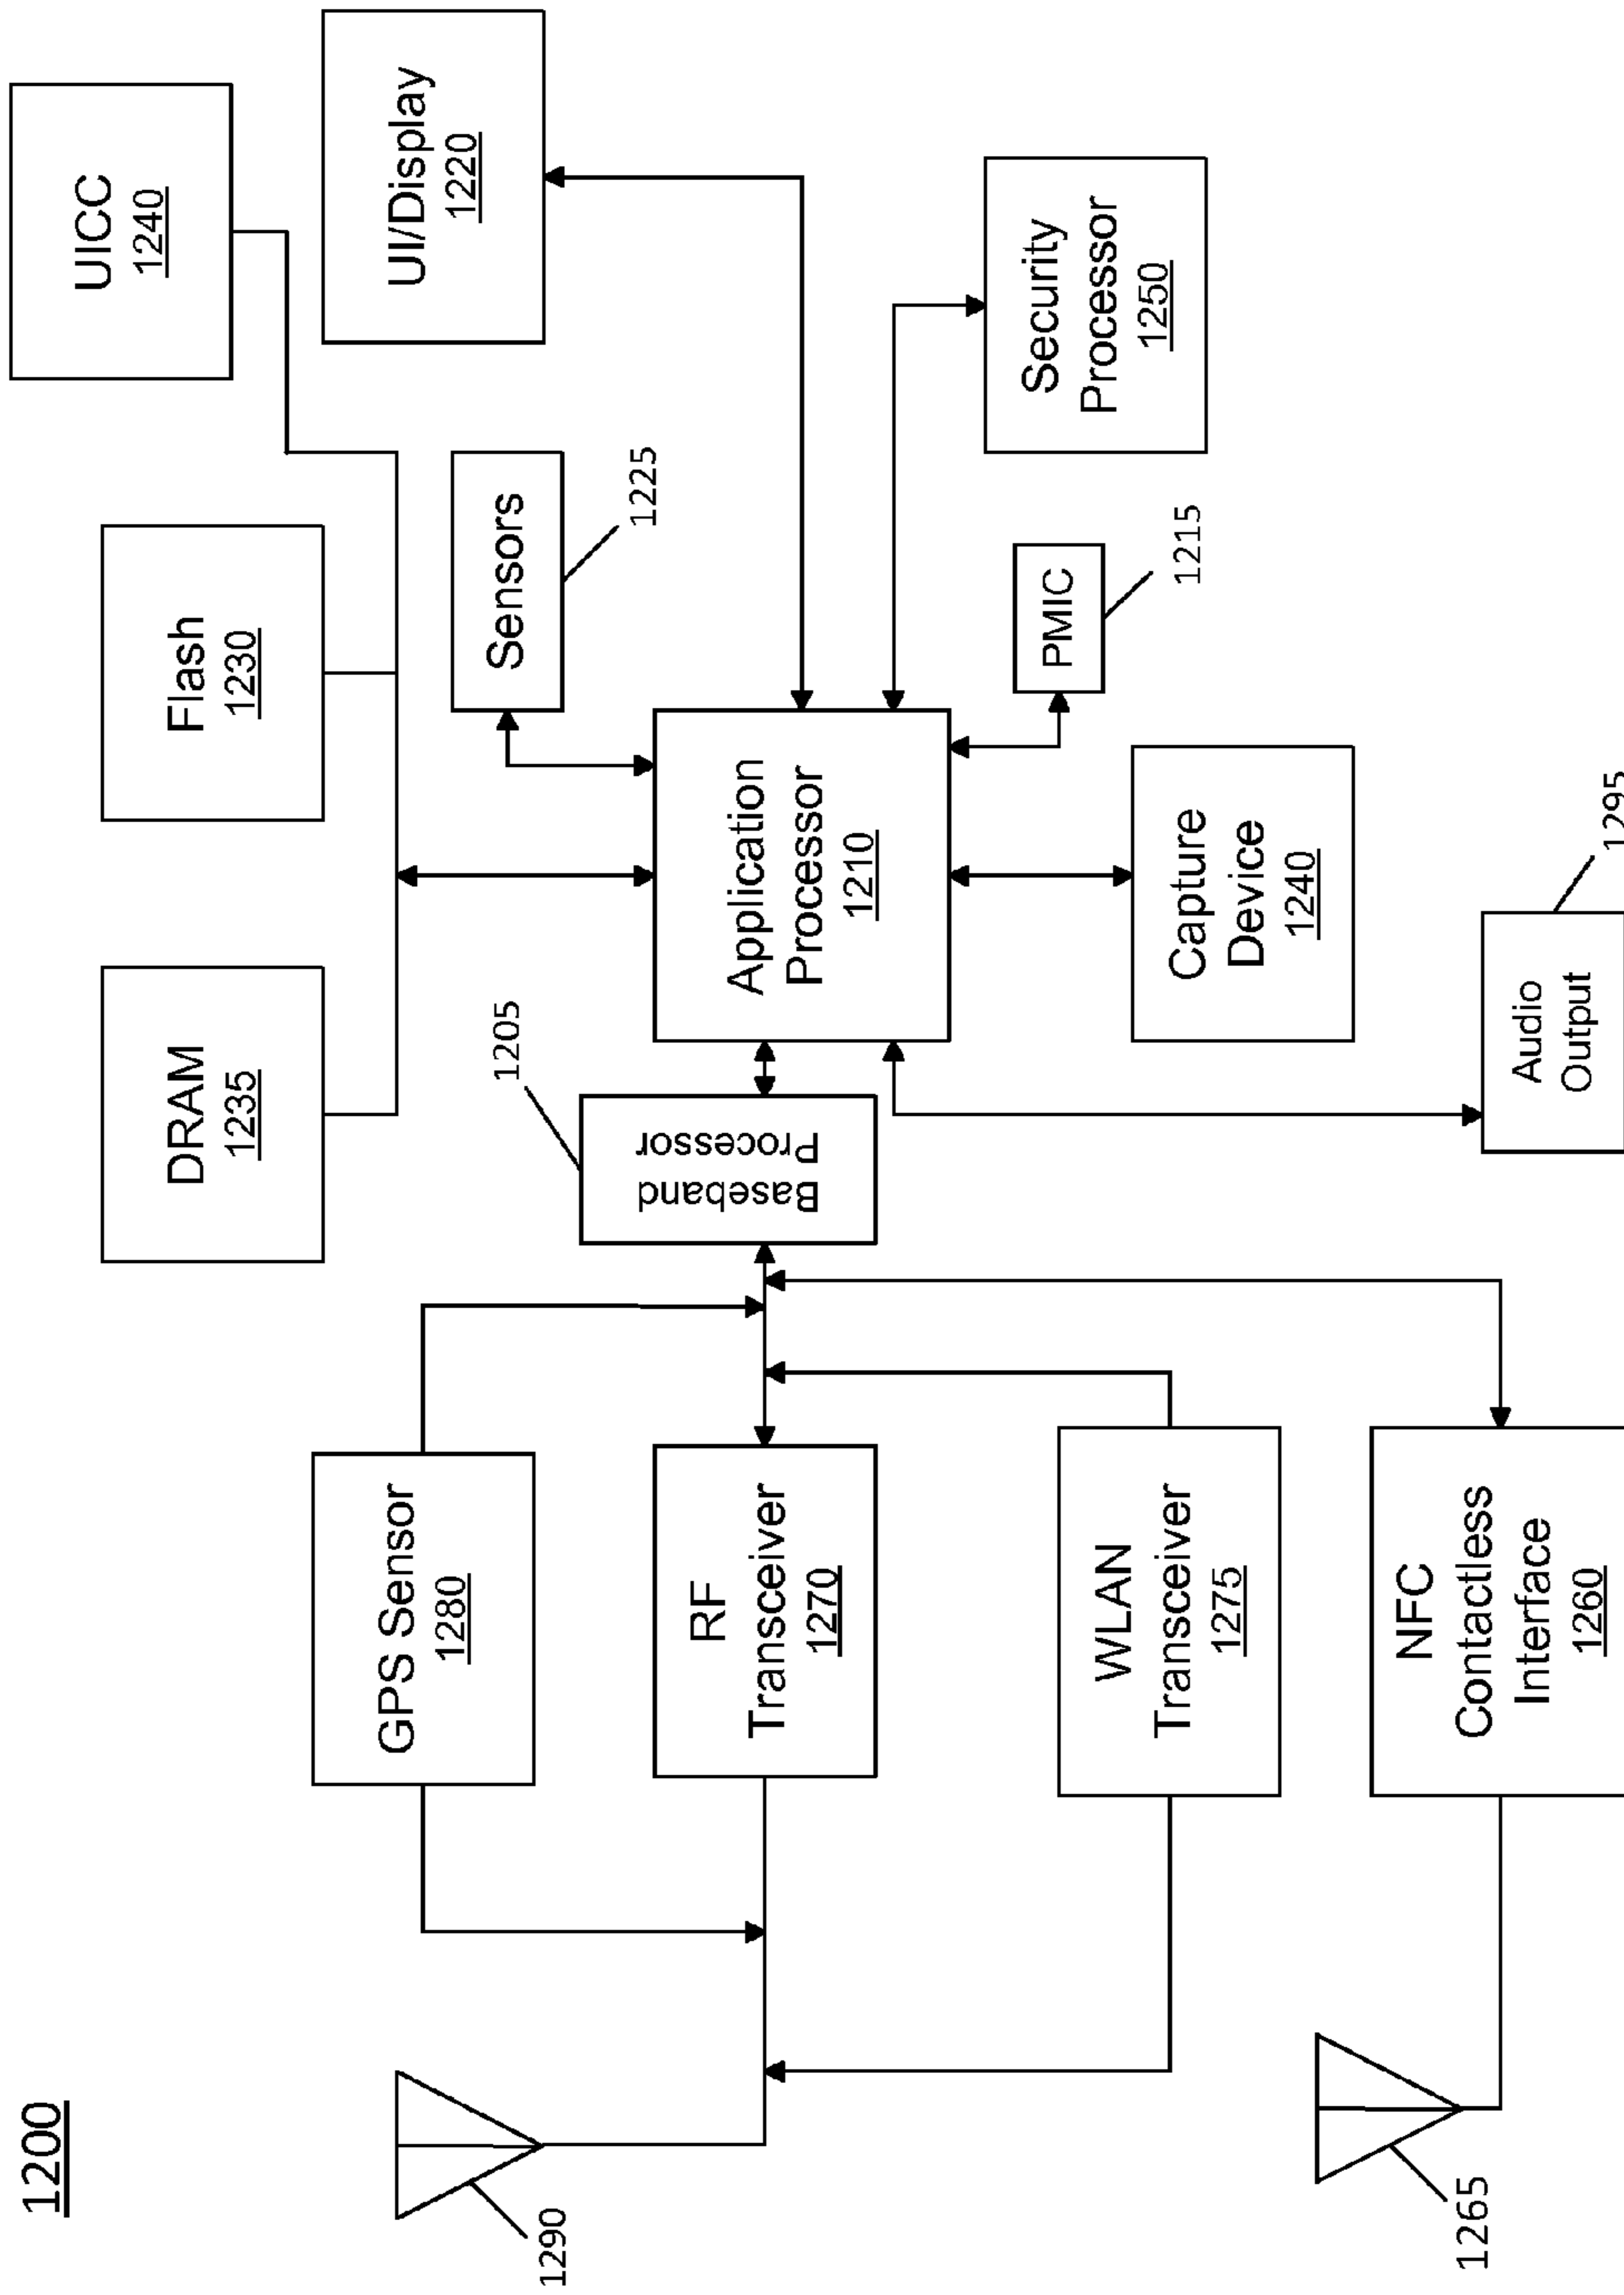 1200
UICC
1240
DRAM
1235
Flash
1230
UI/Display
1220
GPS Sensor
1280
Sensors
1225
1290
1205
Baseband
Processor
RF
Transceiver
1270
Application
Processor
1210
Security
Processor
1250
PMIC
1215
WLAN
Transceiver
1275
Capture
Device
1240
1265
NFC
Contactless
Interface
1260
Audio
Output
1295